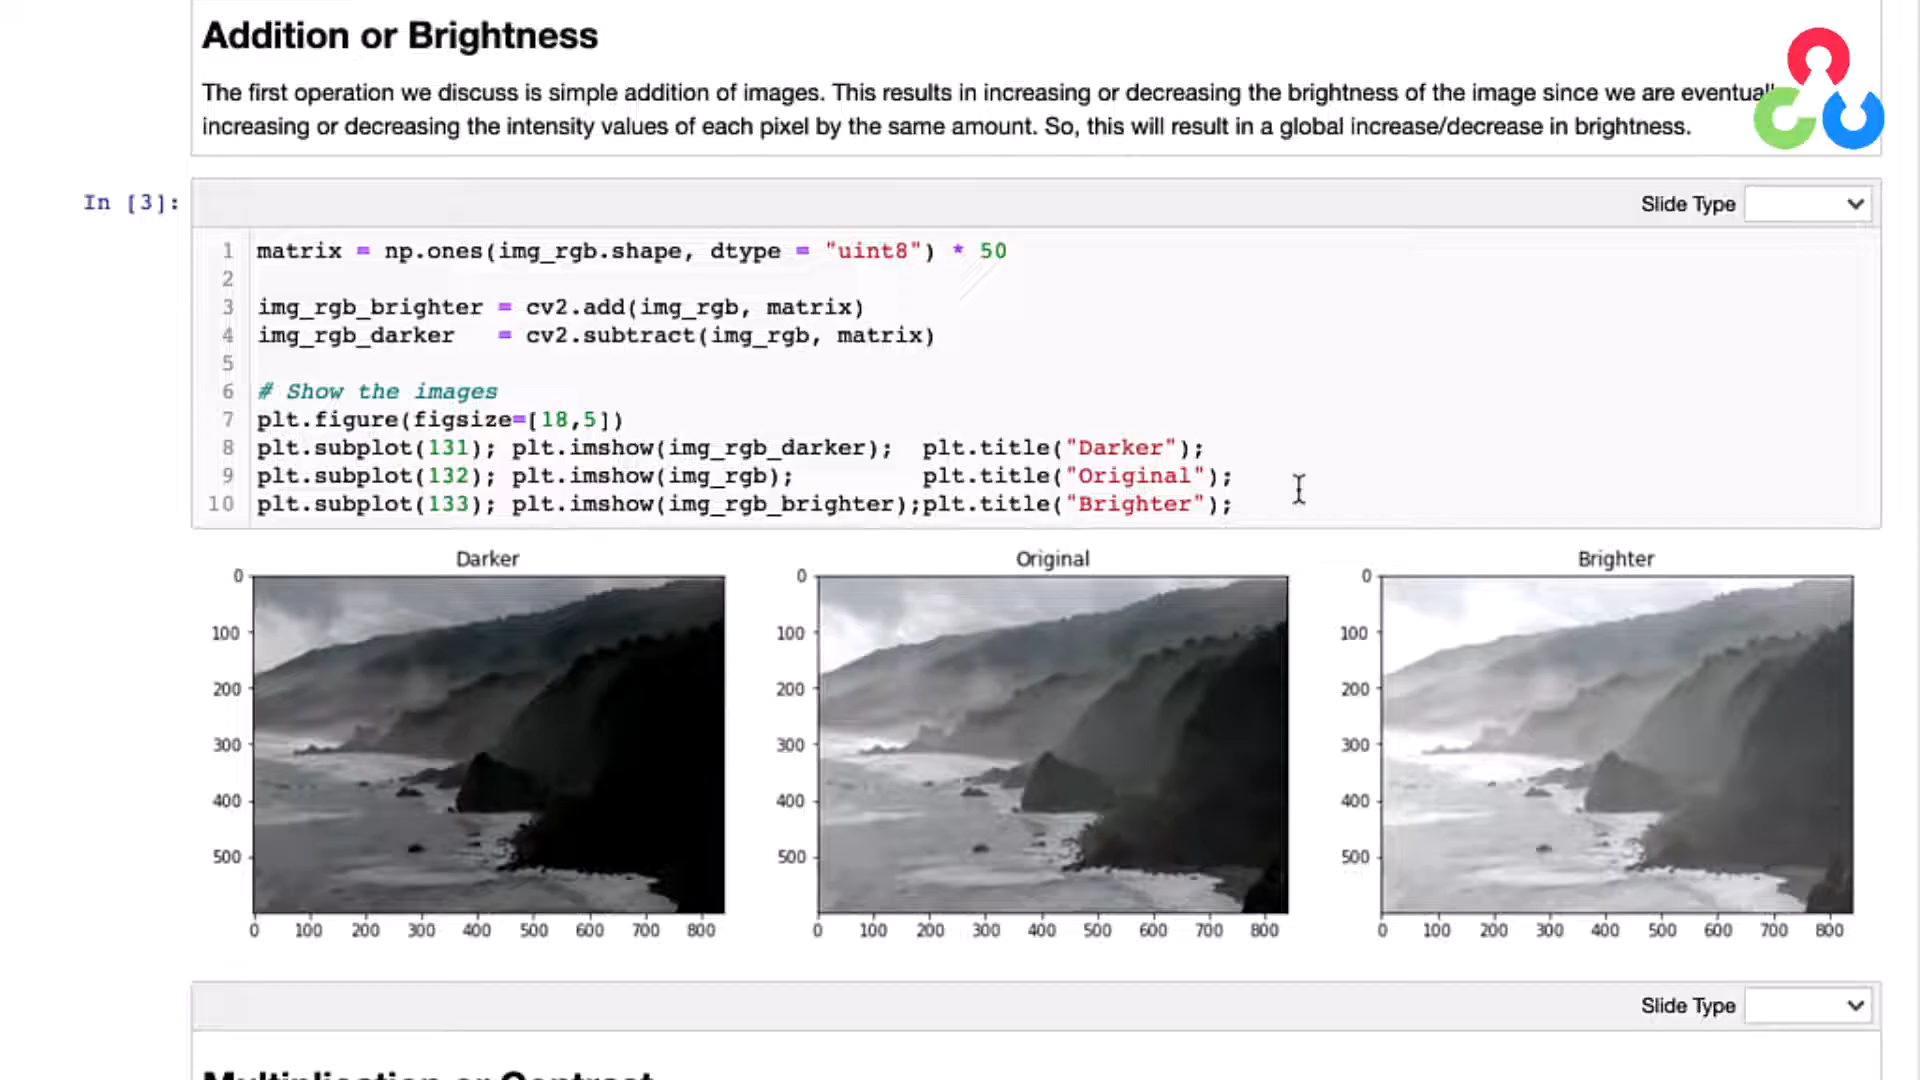 Addition or Brightness
The first operation we discuss is simple addition of images. This results in increasing or decreasing the brightness of the image since we are
increasing or decreasing the intensity values of each pixel by the same amount. So, this will result in a global increase/decrease in brightness.
In [3]:
Slide Type
1 matrix = np.ones(img_rgb.shape, dtype = "uint8") * 50
2
3 img_rgb_brighter = cv2.add(img_rgb, matrix)
4 img_rgb_darker   = cv2.subtract(img_rgb, matrix)
5
6 # Show the images
7 plt.figure(figsize=[18,5])
8 plt.subplot(131); plt.imshow(img_rgb_darker);  plt.title("Darker");
9 plt.subplot(132); plt.imshow(img_rgb);         plt.title("Original");
10 plt.subplot(133); plt.imshow(img_rgb_brighter);plt.title("Brighter");
Darker
0
100
200
300
400
500
0 100 200 300 400 500 600 700 800
Original
0
100
200
300
400
500
0 100 200 300 400 500 600 700 800
Brighter
0
100
200
300
400
500
0 100 200 300 400 500 600 700 800
Slide Type
Multiplication or Contrast